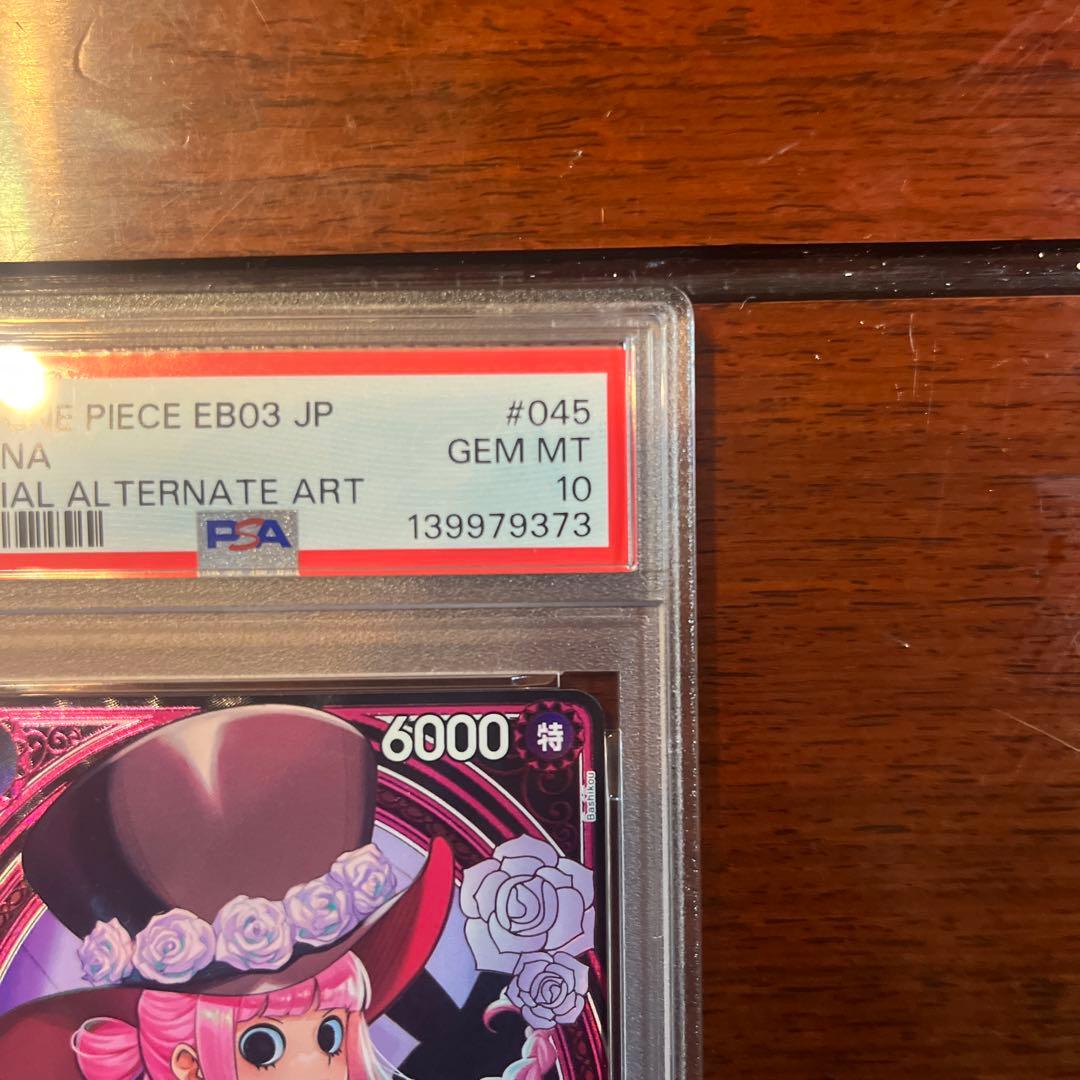 NE PIECE EB03 JP #045
NA GEM MT
IAL ALTERNATE ART 10
PSA 139979373
6000 特
Bashikou